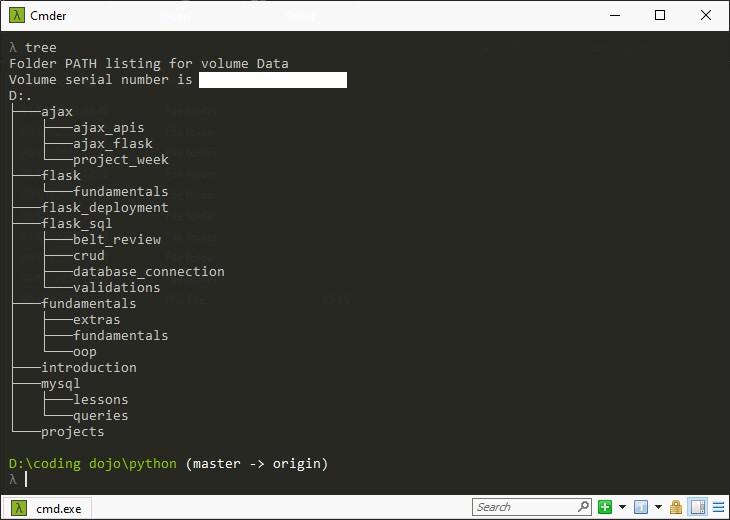 Cmder
λ tree
Folder PATH listing for volume Data
Volume serial number is
D:.
├───ajax
│   ├───ajax_apis
│   ├───ajax_flask
│   └───project_week
├───flask
│   └───fundamentals
├───flask_deployment
├───flask_sql
│   ├───belt_review
│   ├───crud
│   ├───database_connection
│   └───validations
├───fundamentals
│   ├───extras
│   ├───fundamentals
│   └───oop
├───introduction
├───mysql
│   ├───lessons
│   └───queries
└───projects
D:\coding dojo\python (master -> origin)
λ
cmd.exe Search